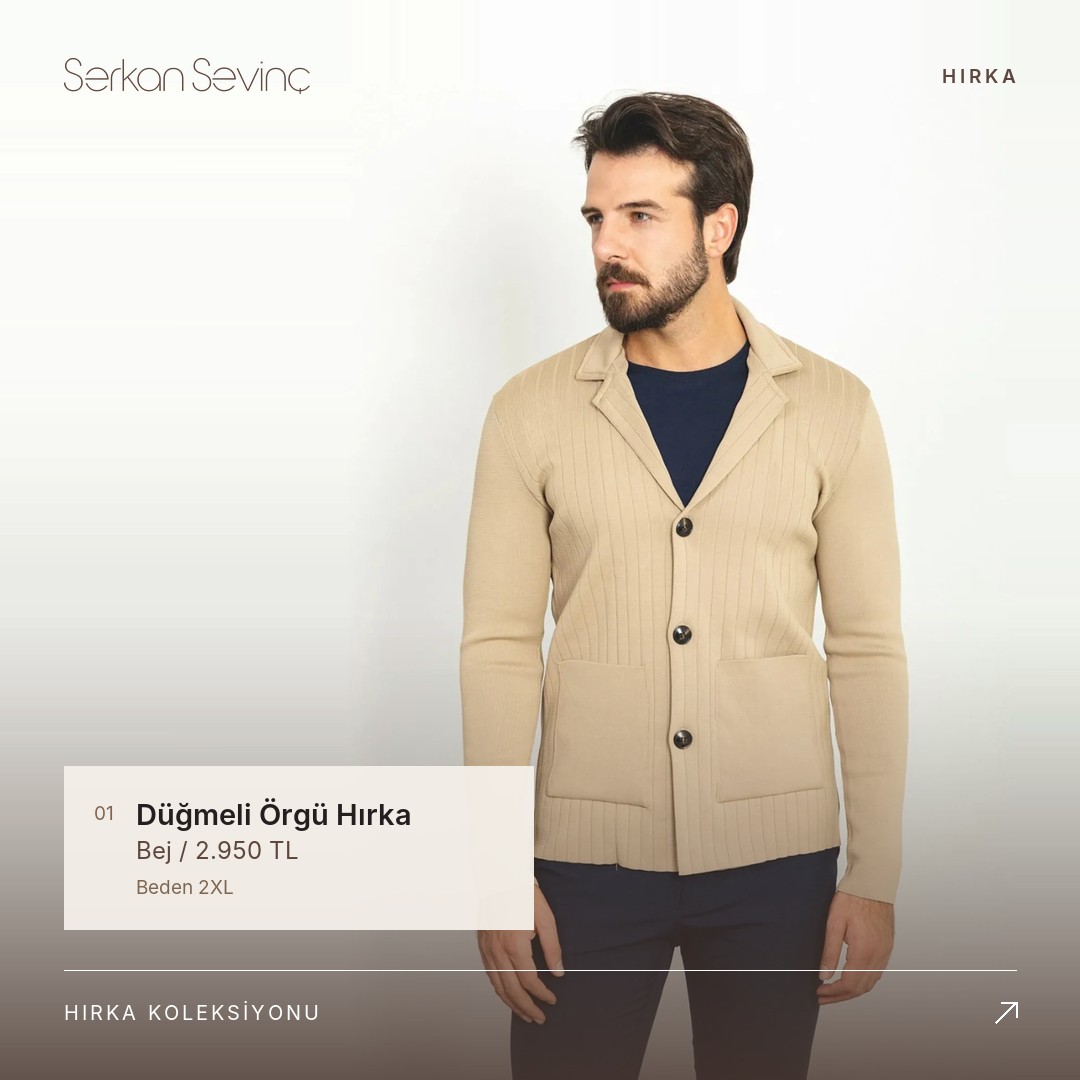 Serkan Sevinç
HIRKA
01
Düğmeli Örgü Hırka
Bej / 2.950 TL
Beden 2XL
HIRKA KOLEKSİYONU